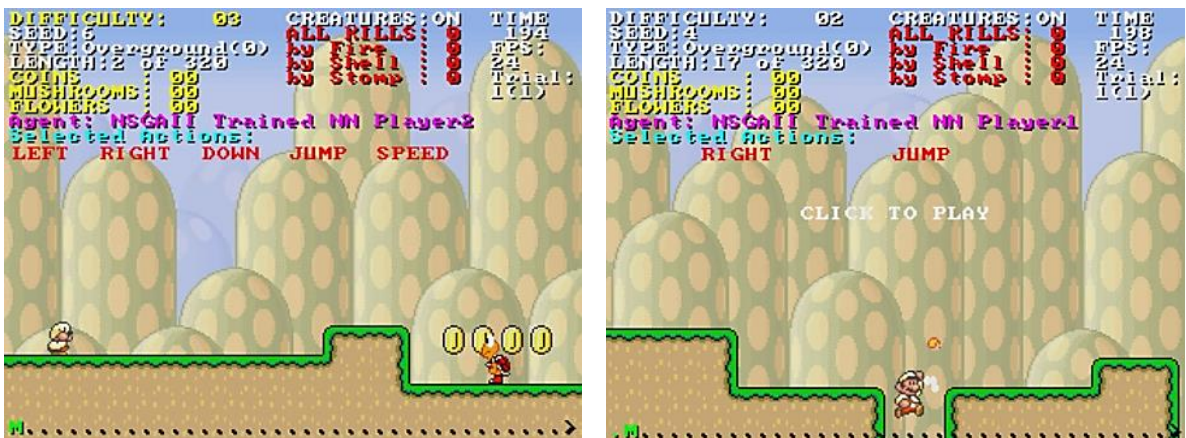 DIFFICULTY: 03 CREATURES:ON TIME
SEED:6 ALL KILLS: 0 194
TYPE:Overground(0) by Fire : 0 FPS:
LENGTH:2 of 320 by Shell : 0 24
COINS : 00 by Stomp : 0 Trial:
MUSHROOMS: 00 1(1)
FLOWERS : 00
Agent: NSGAII Trained NN Player2
Selected Actions:
LEFT RIGHT DOWN JUMP SPEED
M
DIFFICULTY: 02 CREATURES:ON TIME
SEED:4 ALL KILLS: 0 198
TYPE:Overground(0) by Fire : 0 FPS:
LENGTH:17 of 320 by Shell : 0 24
COINS : 00 by Stomp : 0 Trial:
MUSHROOMS: 00 1(1)
FLOWERS : 00
Agent: NSGAII Trained NN Player1
Selected Actions:
RIGHT JUMP
CLICK TO PLAY
M